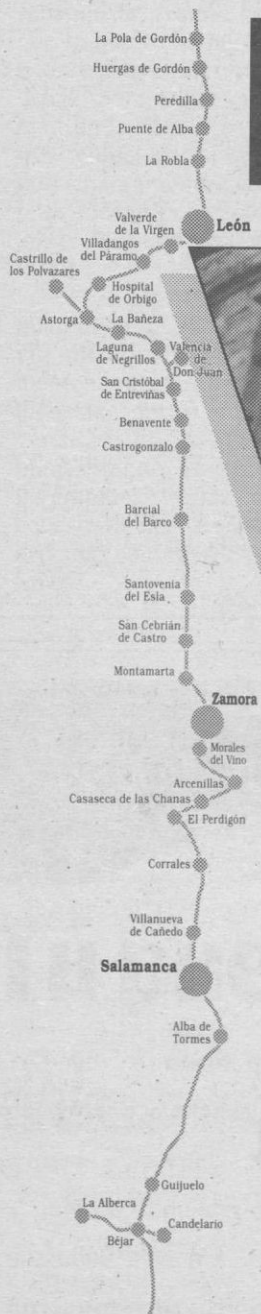 La Pola de Gordón
Huergas de Gordón
Peredilla
Puente de Alba
La Robla
León
Valverde
de la Virgen
Villadangos
del Páramo
Castrillo de
los Polvazares
Hospital
de Orbigo
Astorga
La Bañeza
Laguna
de Negrillos
Valencia
de
Don Juan
San Cristóbal
de Entreviñas
Benavente
Castrogonzalo
Barcial
del Barco
Santovenia
del Esla
San Cebrián
de Castro
Montamarta
Zamora
Morales
del Vino
Arcenillas
Casaseca de las Chanas
El Perdigón
Corrales
Villanueva
de Cañedo
Salamanca
Alba de
Tormes
Guijuelo
La Alberca
Candelario
Béjar